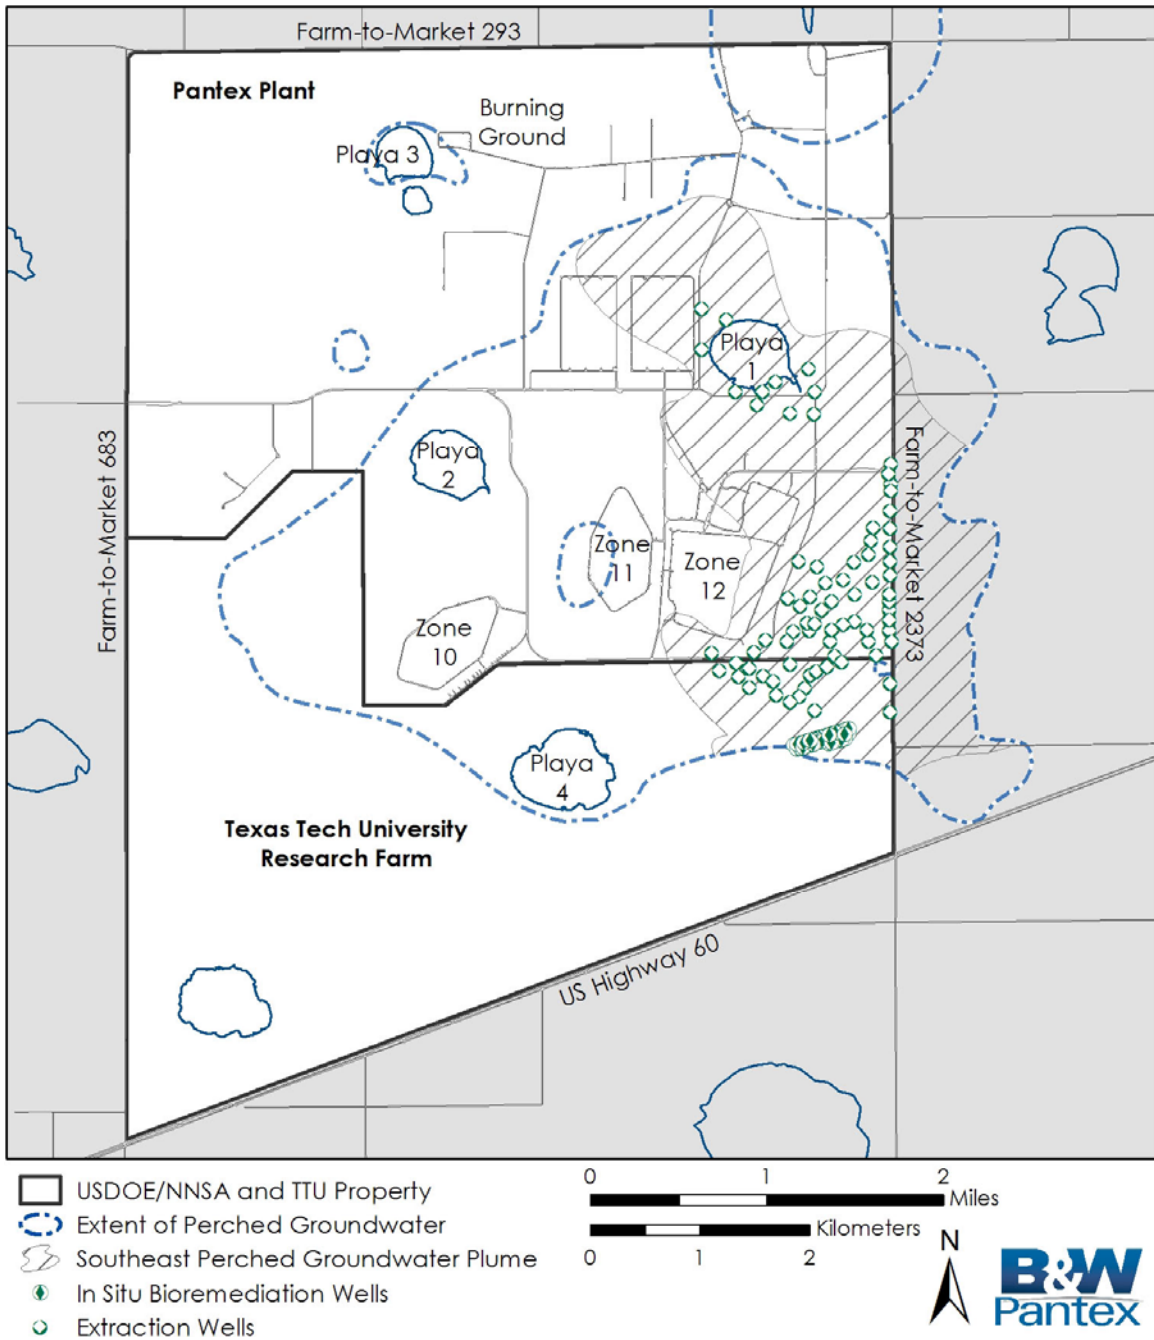 Farm-to-Market 293
Pantex Plant
Burning
Ground
Playa 3
Playa
1
Farm-to-Market 683
Playa
2
Farm-to-Market 2373
Zone
11
Zone
12
Zone
10
Playa
4
Texas Tech University
Research Farm
US Highway 60
USDOE/NNSA and TTU Property
Extent of Perched Groundwater
Southeast Perched Groundwater Plume
In Situ Bioremediation Wells
Extraction Wells
0 1 2
Miles
Kilometers
0 1 2
N
B&W
Pantex